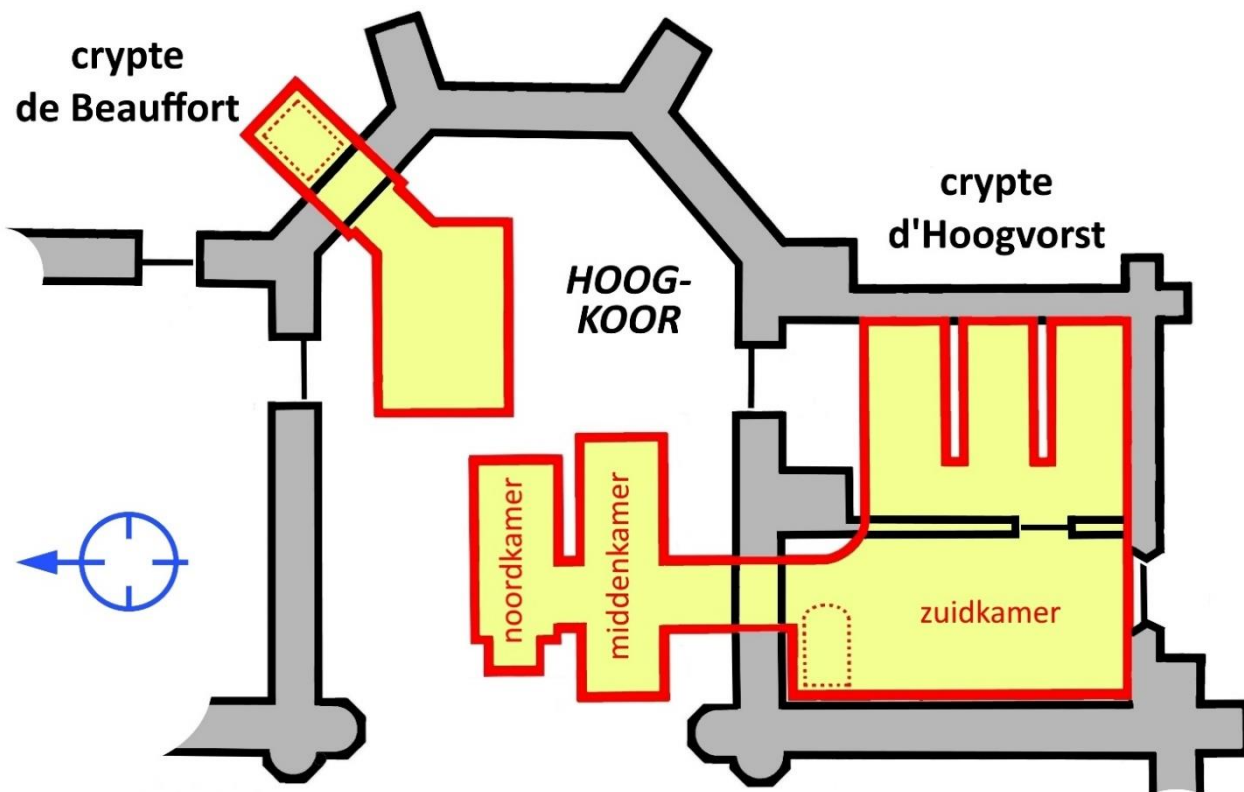 crypte
de Beauffort
crypte
d'Hoogvorst
HOOG-
KOOR
noordkamer
middenkamer
zuidkamer